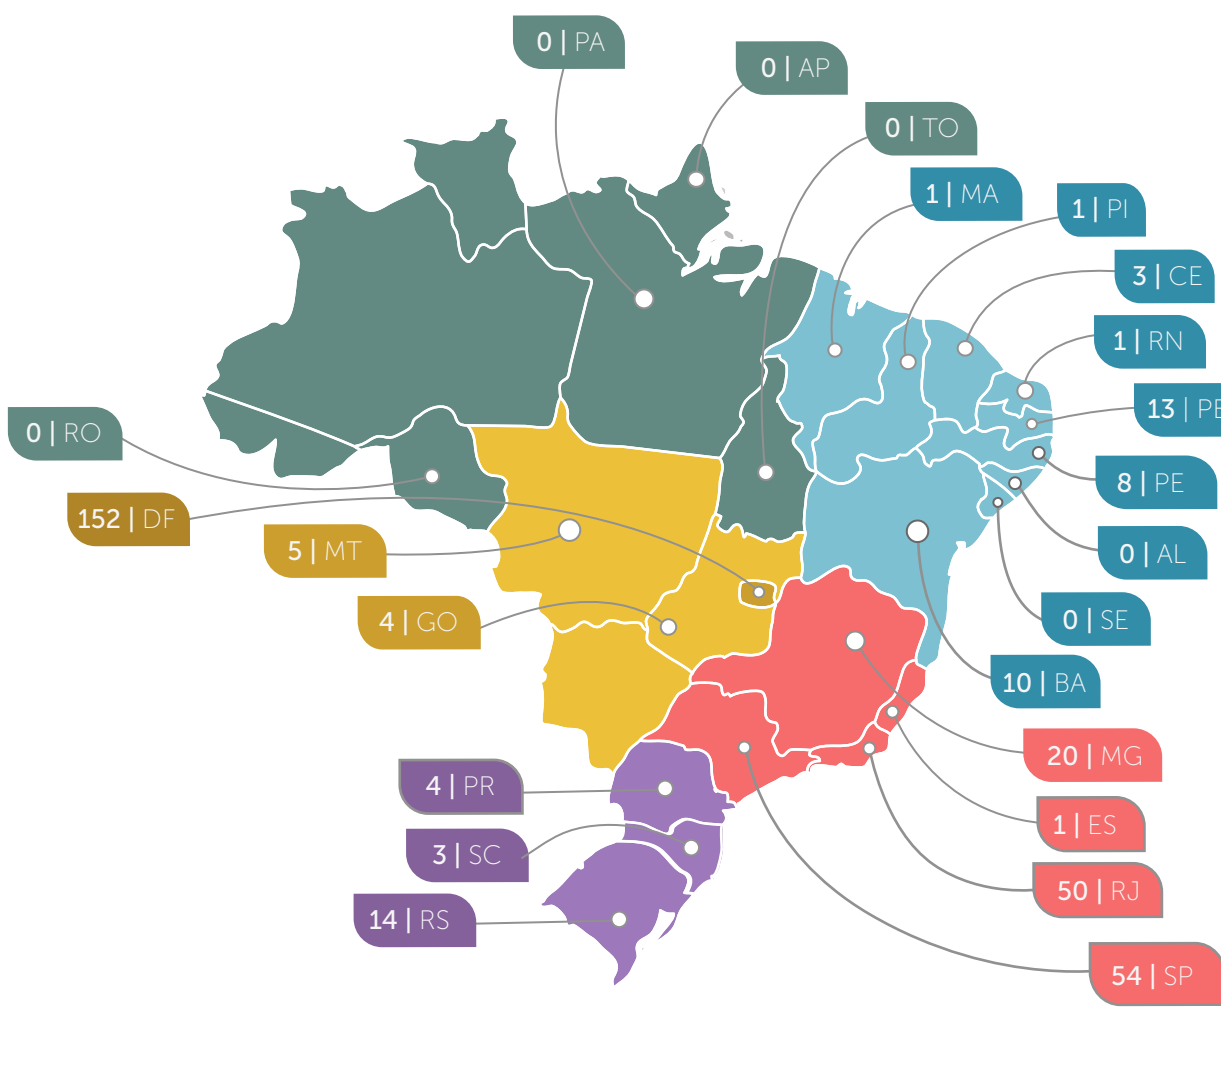 0 | PA
0 | AP
0 | TO
1 | MA
1 | PI
3 | CE
1 | RN
13 | PE
8 | PE
0 | AL
0 | SE
10 | BA
0 | RO
152 | DF
5 | MT
4 | GO
20 | MG
1 | ES
50 | RJ
54 | SP
4 | PR
3 | SC
14 | RS